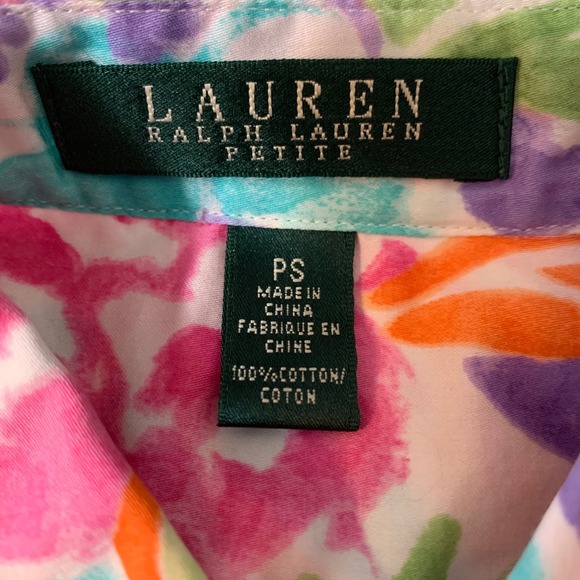 LAUREN
RALPH LAUREN
PETITE
PS
MADE IN
CHINA
FABRIQUE EN
CHINE
100%COTTON/
COTON